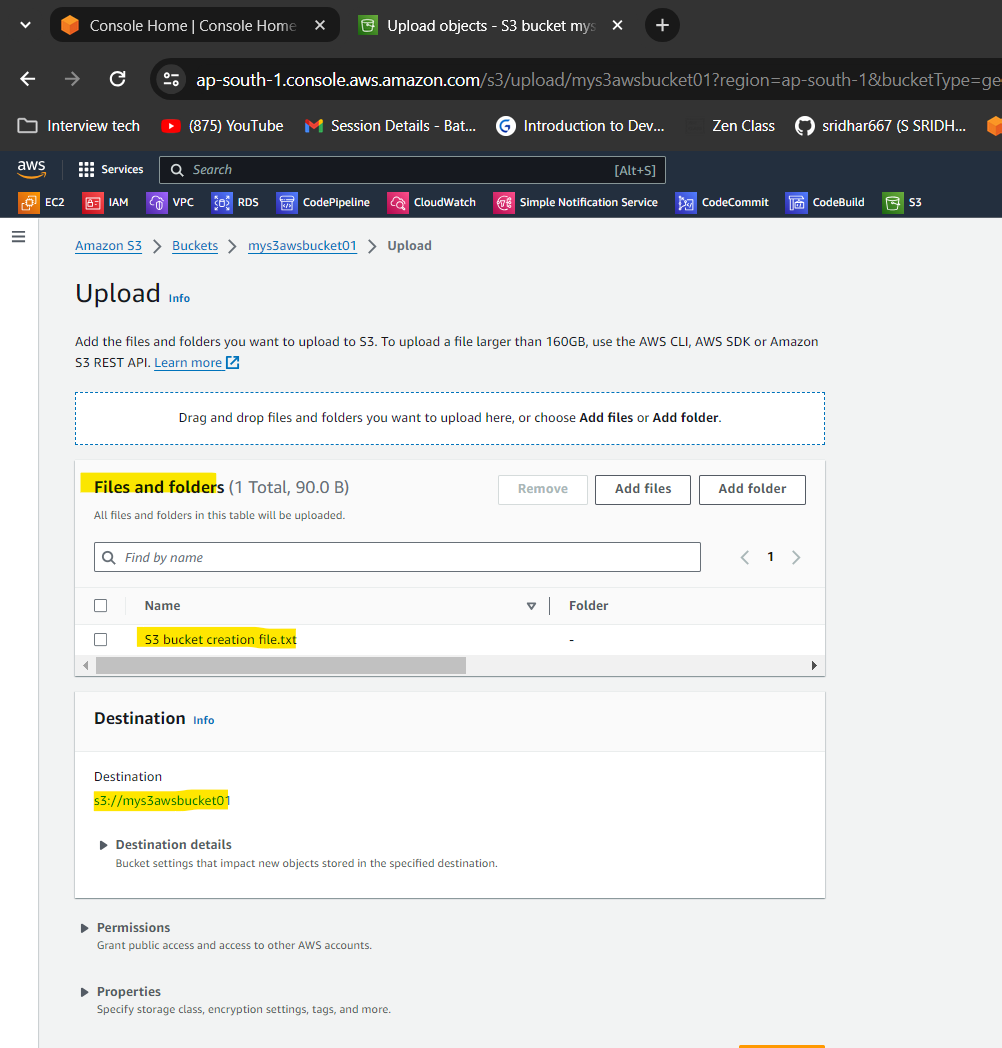 Console Home | Console Home
Upload objects - S3 bucket mys
ap-south-1.console.aws.amazon.com/s3/upload/mys3awsbucket01?region=ap-south-1&bucketType=ge
Interview tech (875) YouTube Session Details - Bat... Introduction to Dev... Zen Class sridhar667 (S SRIDH...
aws Services Search [Alt+S]
EC2 IAM VPC RDS CodePipeline CloudWatch Simple Notification Service CodeCommit CodeBuild S3
Amazon S3 > Buckets > mys3awsbucket01 > Upload
Upload Info
Add the files and folders you want to upload to S3. To upload a file larger than 160GB, use the AWS CLI, AWS SDK or Amazon
S3 REST API. Learn more
Drag and drop files and folders you want to upload here, or choose Add files or Add folder.
Files and folders (1 Total, 90.0 B) Remove Add files Add folder
All files and folders in this table will be uploaded.
Find by name 1
Name Folder
S3 bucket creation file.txt -
Destination Info
Destination
s3://mys3awsbucket01
Destination details
Bucket settings that impact new objects stored in the specified destination.
Permissions
Grant public access and access to other AWS accounts.
Properties
Specify storage class, encryption settings, tags, and more.